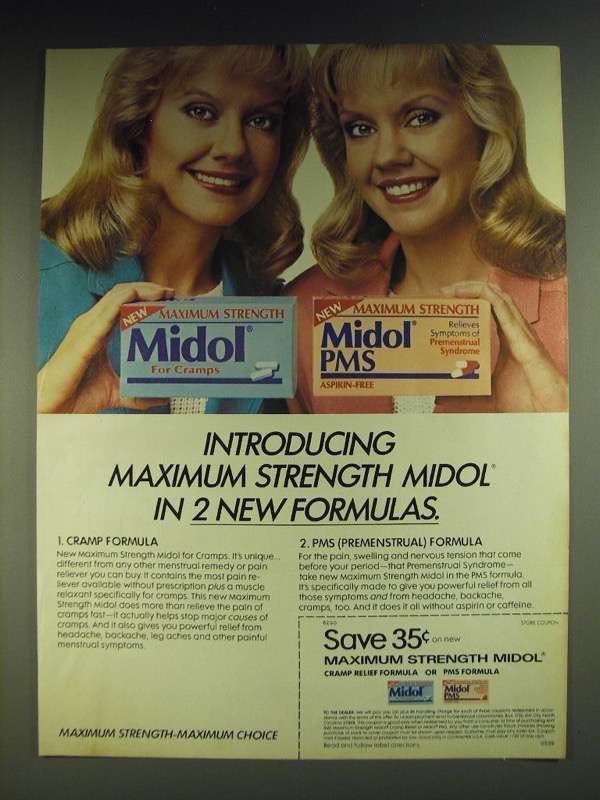 NEW MAXIMUM STRENGTH
Midol®
For Cramps
NEW MAXIMUM STRENGTH
Midol®
PMS
Relieves
Symptoms of
Premenstrual
Syndrome
ASPIRIN-FREE
INTRODUCING
MAXIMUM STRENGTH MIDOL®
IN 2 NEW FORMULAS.
1. CRAMP FORMULA
New Maximum Strength Midol for Cramps. It's unique...
different from any other menstrual remedy or pain
reliever you can buy. It contains the most pain re-
liever available without prescription plus a muscle
relaxant specifically for cramps. This new Maximum
Strength Midol does more than relieve the pain of
cramps fast—it actually helps stop major causes of
cramps. And it also gives you powerful relief from
headache, backache, leg aches and other painful
menstrual symptoms.
2. PMS (PREMENSTRUAL) FORMULA
For the pain, swelling and nervous tension that come
before your period—that Premenstrual Syndrome—
take new Maximum Strength Midol in the PMS formula.
It's specifically made to give you powerful relief from all
those symptoms and from headache, backache,
cramps, too. And it does it all without aspirin or caffeine.
STORE COUPON
Save 35¢ on new
MAXIMUM STRENGTH MIDOL®
CRAMP RELIEF FORMULA OR PMS FORMULA
Midol
Midol
PMS
TO THE DEALER:
Read and follow label directions.
MAXIMUM STRENGTH-MAXIMUM CHOICE